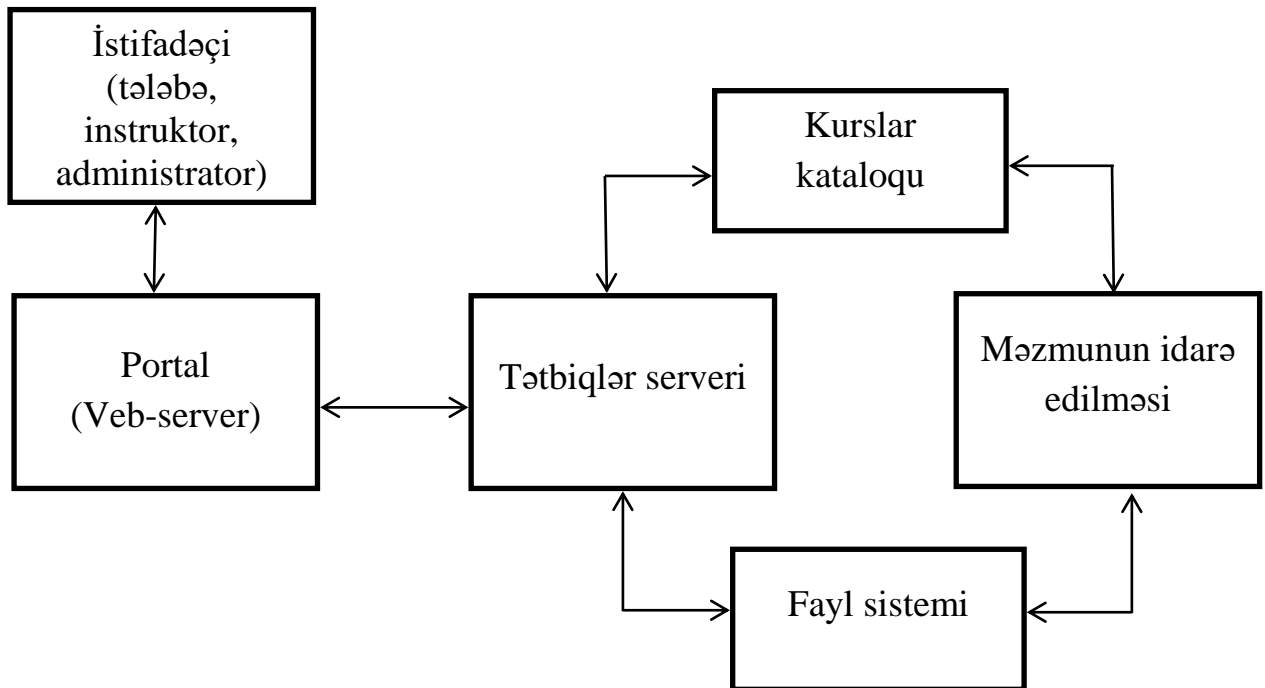 İstifadəçi
(tələbə,
instruktor,
administrator)
Kurslar
kataloqu
Portal
(Veb-server)
Tətbiqlər serveri
Məzmunun idarə
edilməsi
Fayl sistemi